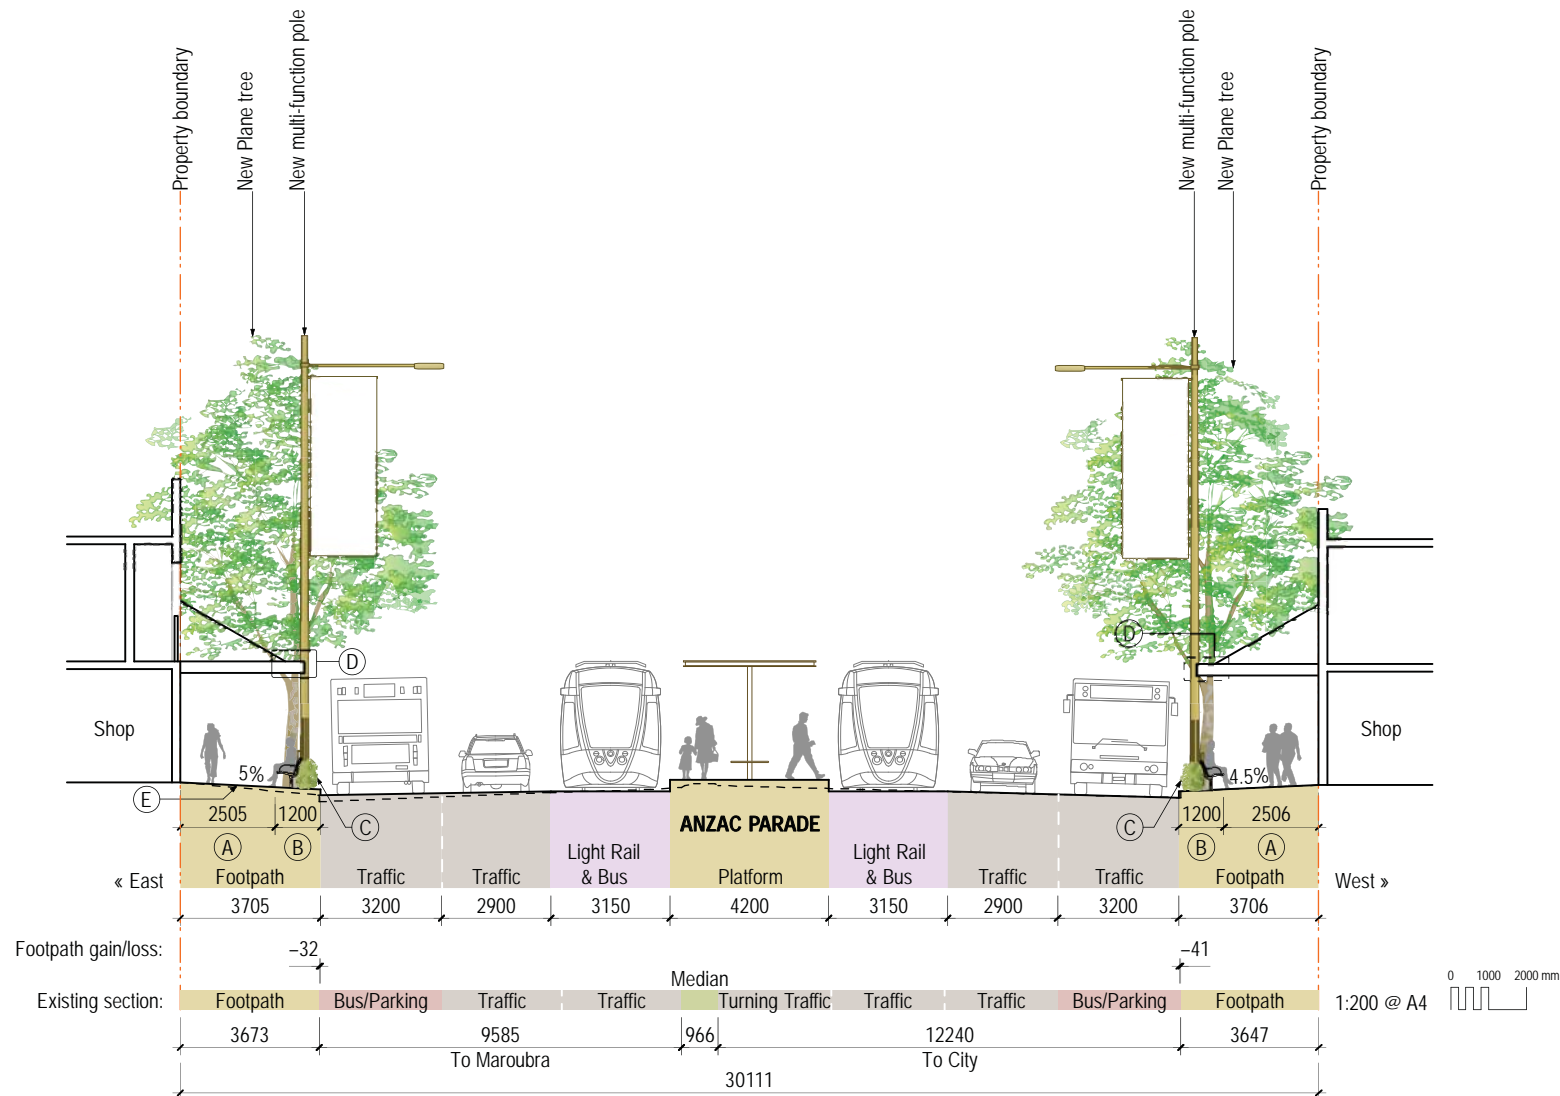 Property boundary
New Plane tree
New multi-function pole
New multi-function pole
New Plane tree
Property boundary
D
D
Shop
Shop
5%
4.5%
E
C
C
2505
1200
ANZAC PARADE
1200
2506
A
B
B
A
Light Rail
& Bus
Light Rail
& Bus
« East
Footpath
Traffic
Traffic
Platform
Traffic
Traffic
Footpath
West »
3705
3200
2900
3150
4200
3150
2900
3200
3706
Footpath gain/loss:
–32
–41
Median
Existing section:
Footpath
Bus/Parking
Traffic
Traffic
Turning Traffic
Traffic
Traffic
Bus/Parking
Footpath
1:200 @ A4
0 1000 2000 mm
3673
9585
966
12240
3647
To Maroubra
To City
30111